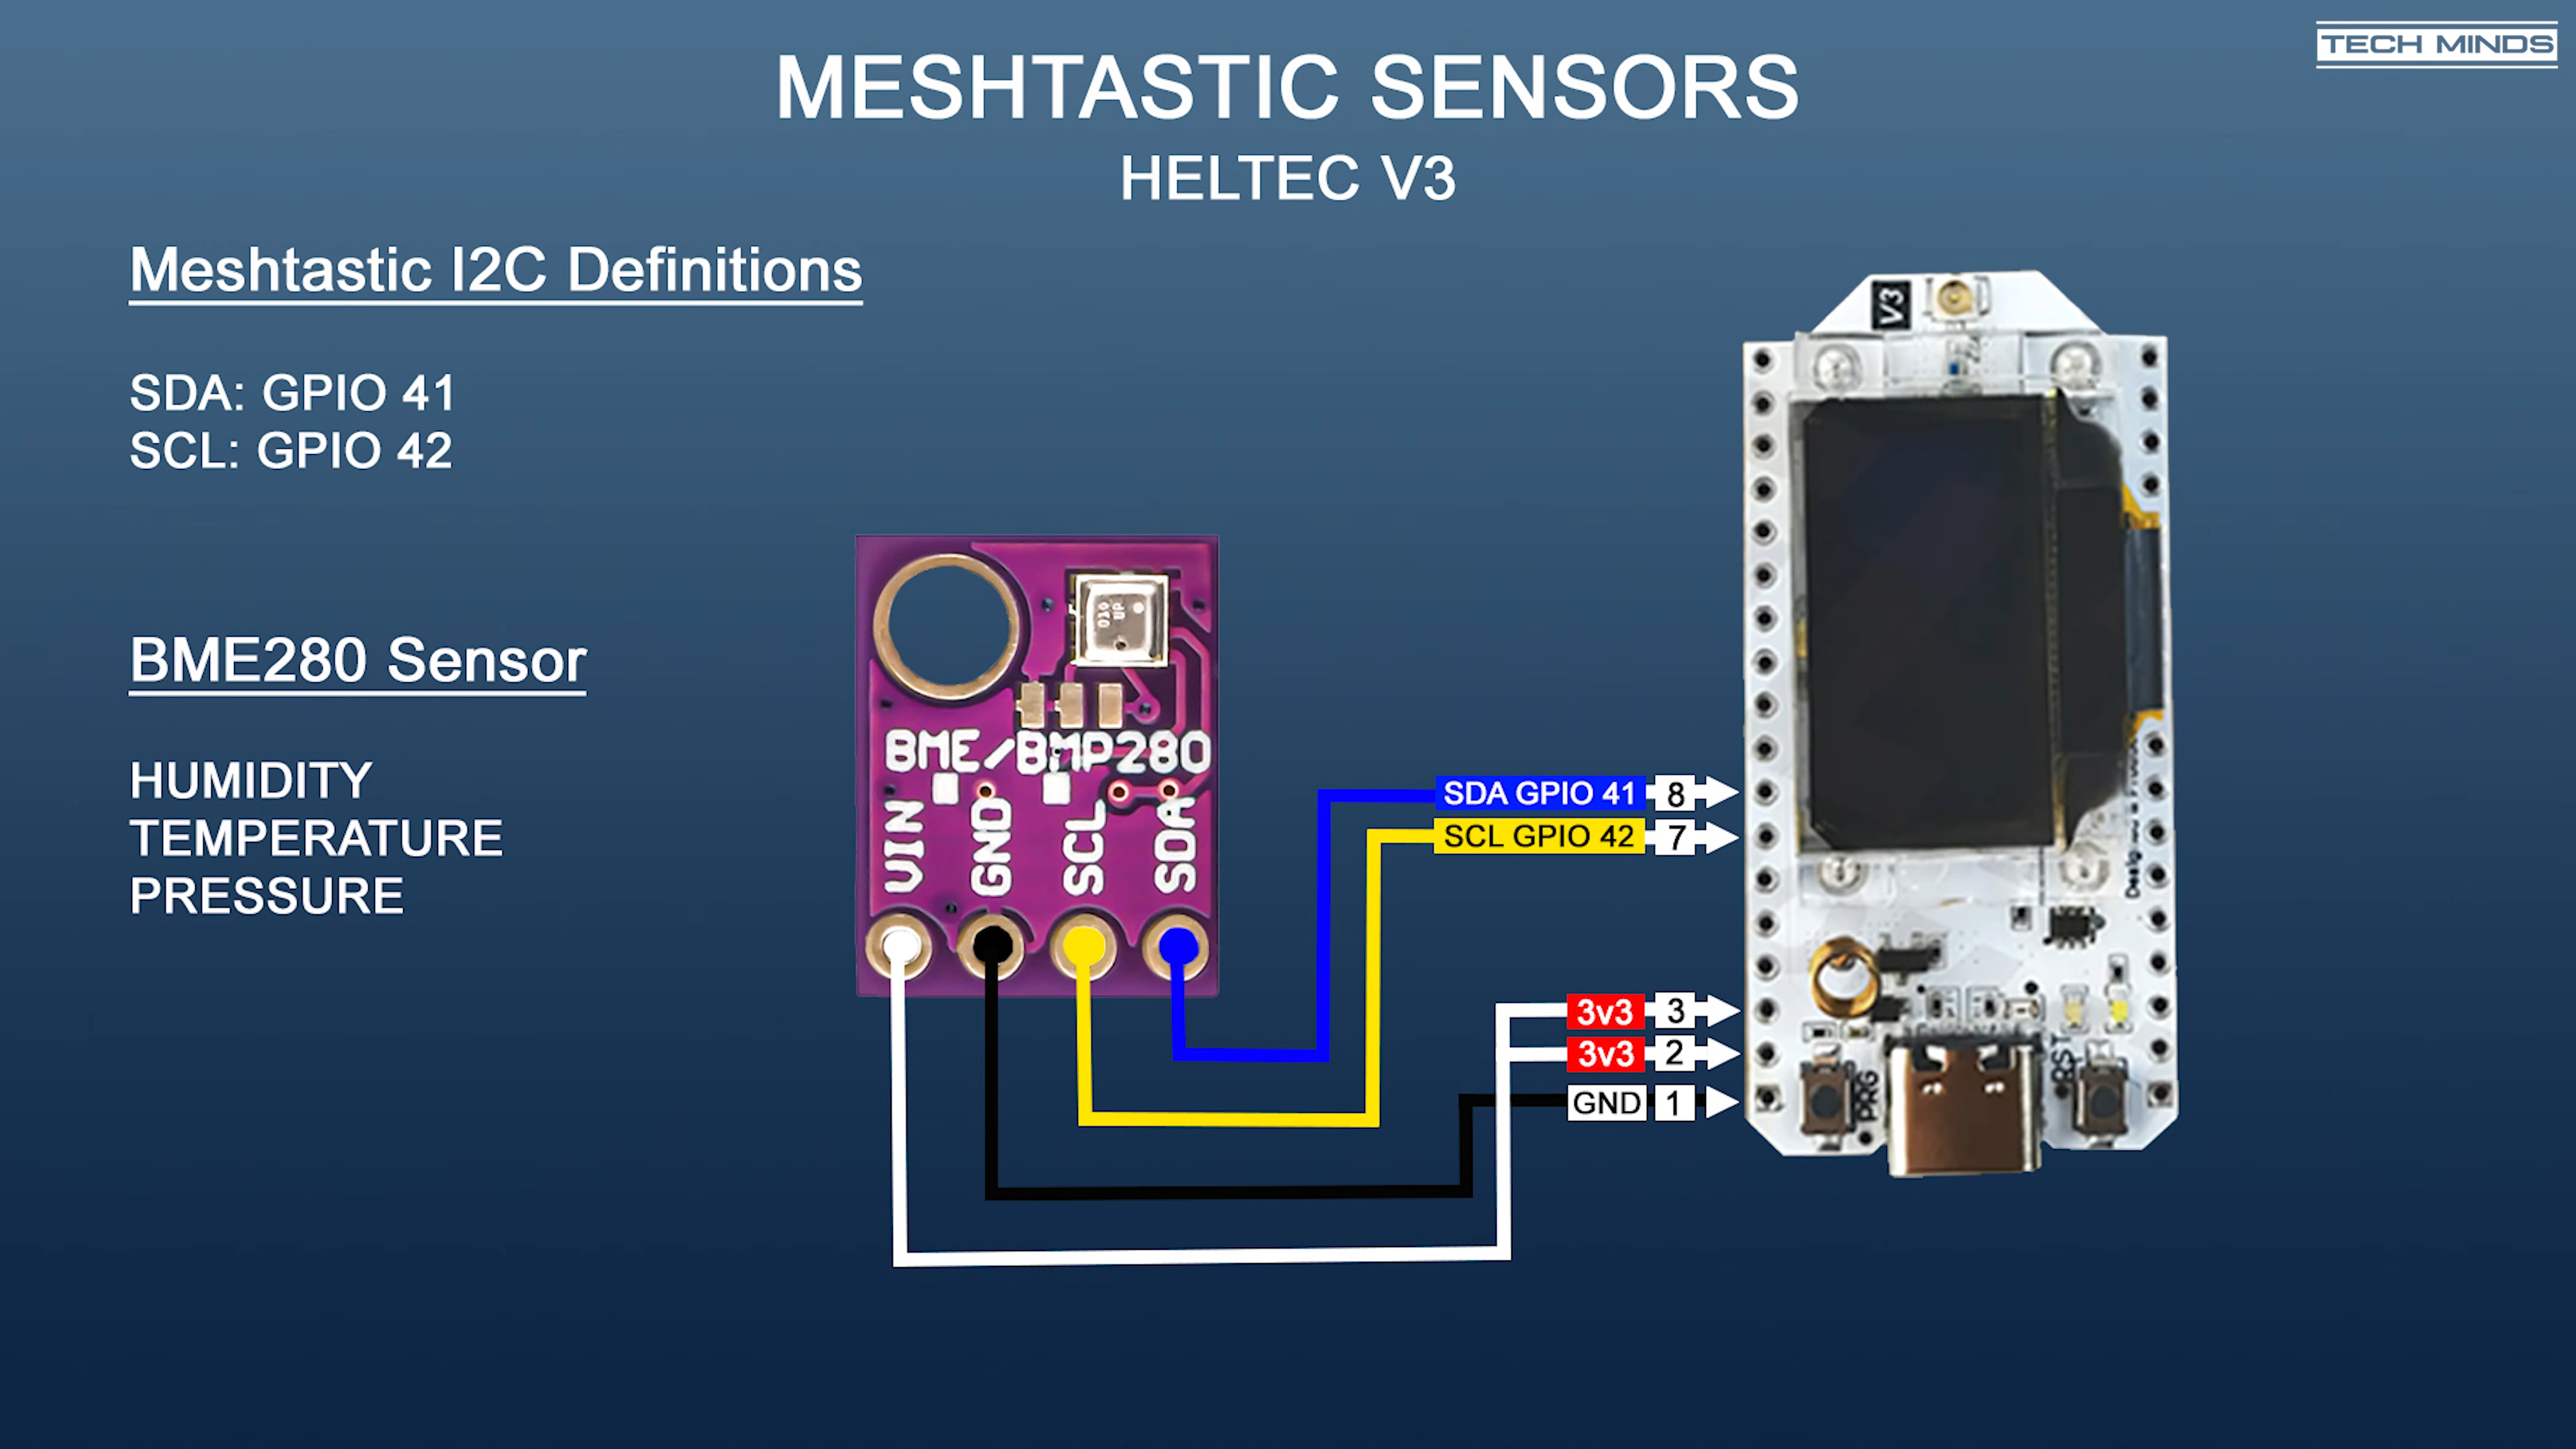 TECH MINDS
MESHTASTIC SENSORS
HELTEC V3
Meshtastic I2C Definitions
SDA: GPIO 41
SCL: GPIO 42
BME280 Sensor
HUMIDITY
TEMPERATURE
PRESSURE
BME/BMP280
VIN
GND
SCL
SDA
SDA GPIO 41 8
SCL GPIO 42 7
3v3 3
3v3 2
GND 1
V3
PRG
RST